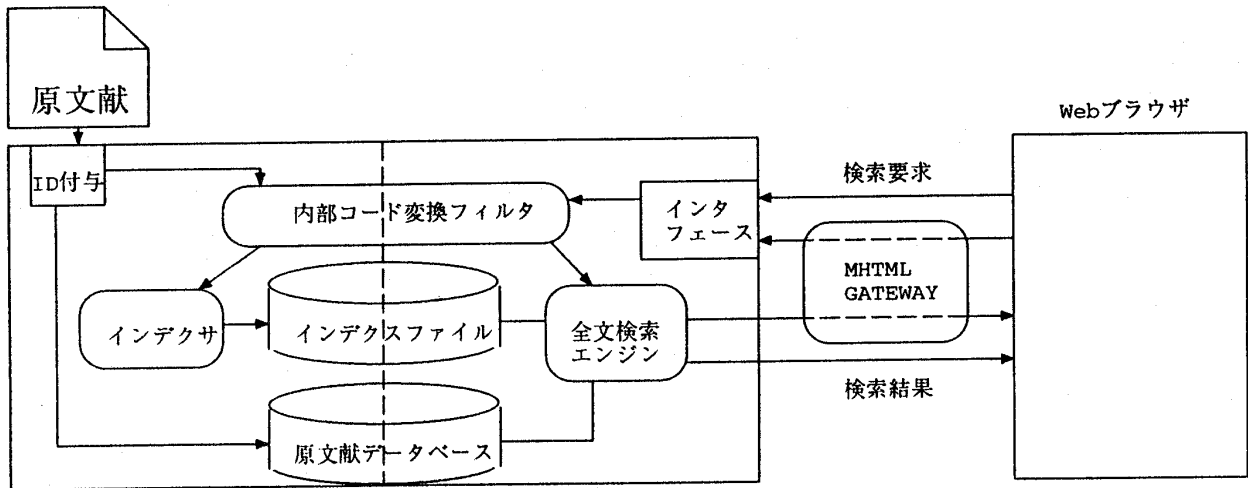 原文献
Webブラウザ
ID付与
内部コード変換フィルタ
インタ
フェース
検索要求
MHTML
GATEWAY
インデクサ
インデクスファイル
全文検索
エンジン
検索結果
原文献データベース